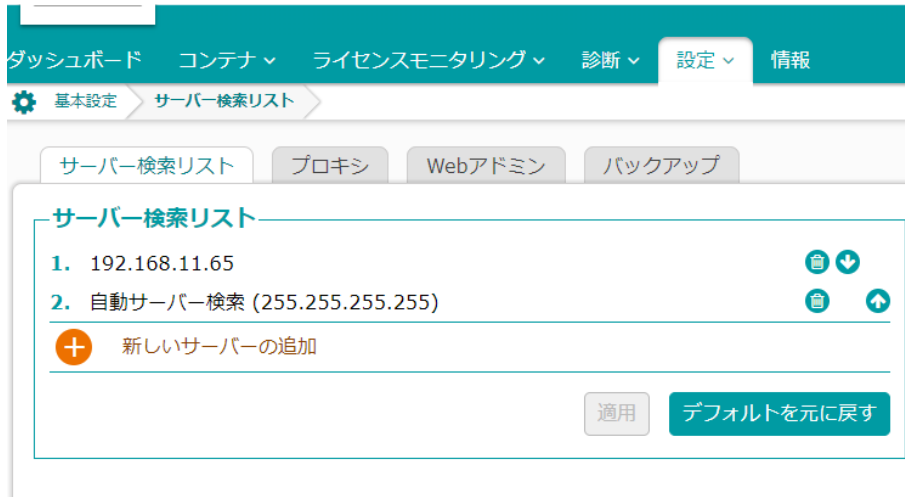 ダッシュボード コンテナ ライセンスモニタリング 診断 設定 情報
基本設定 サーバー検索リスト
サーバー検索リスト プロキシ Webアドミン バックアップ
サーバー検索リスト
1. 192.168.11.65
2. 自動サーバー検索 (255.255.255.255)
新しいサーバーの追加
適用 デフォルトを元に戻す